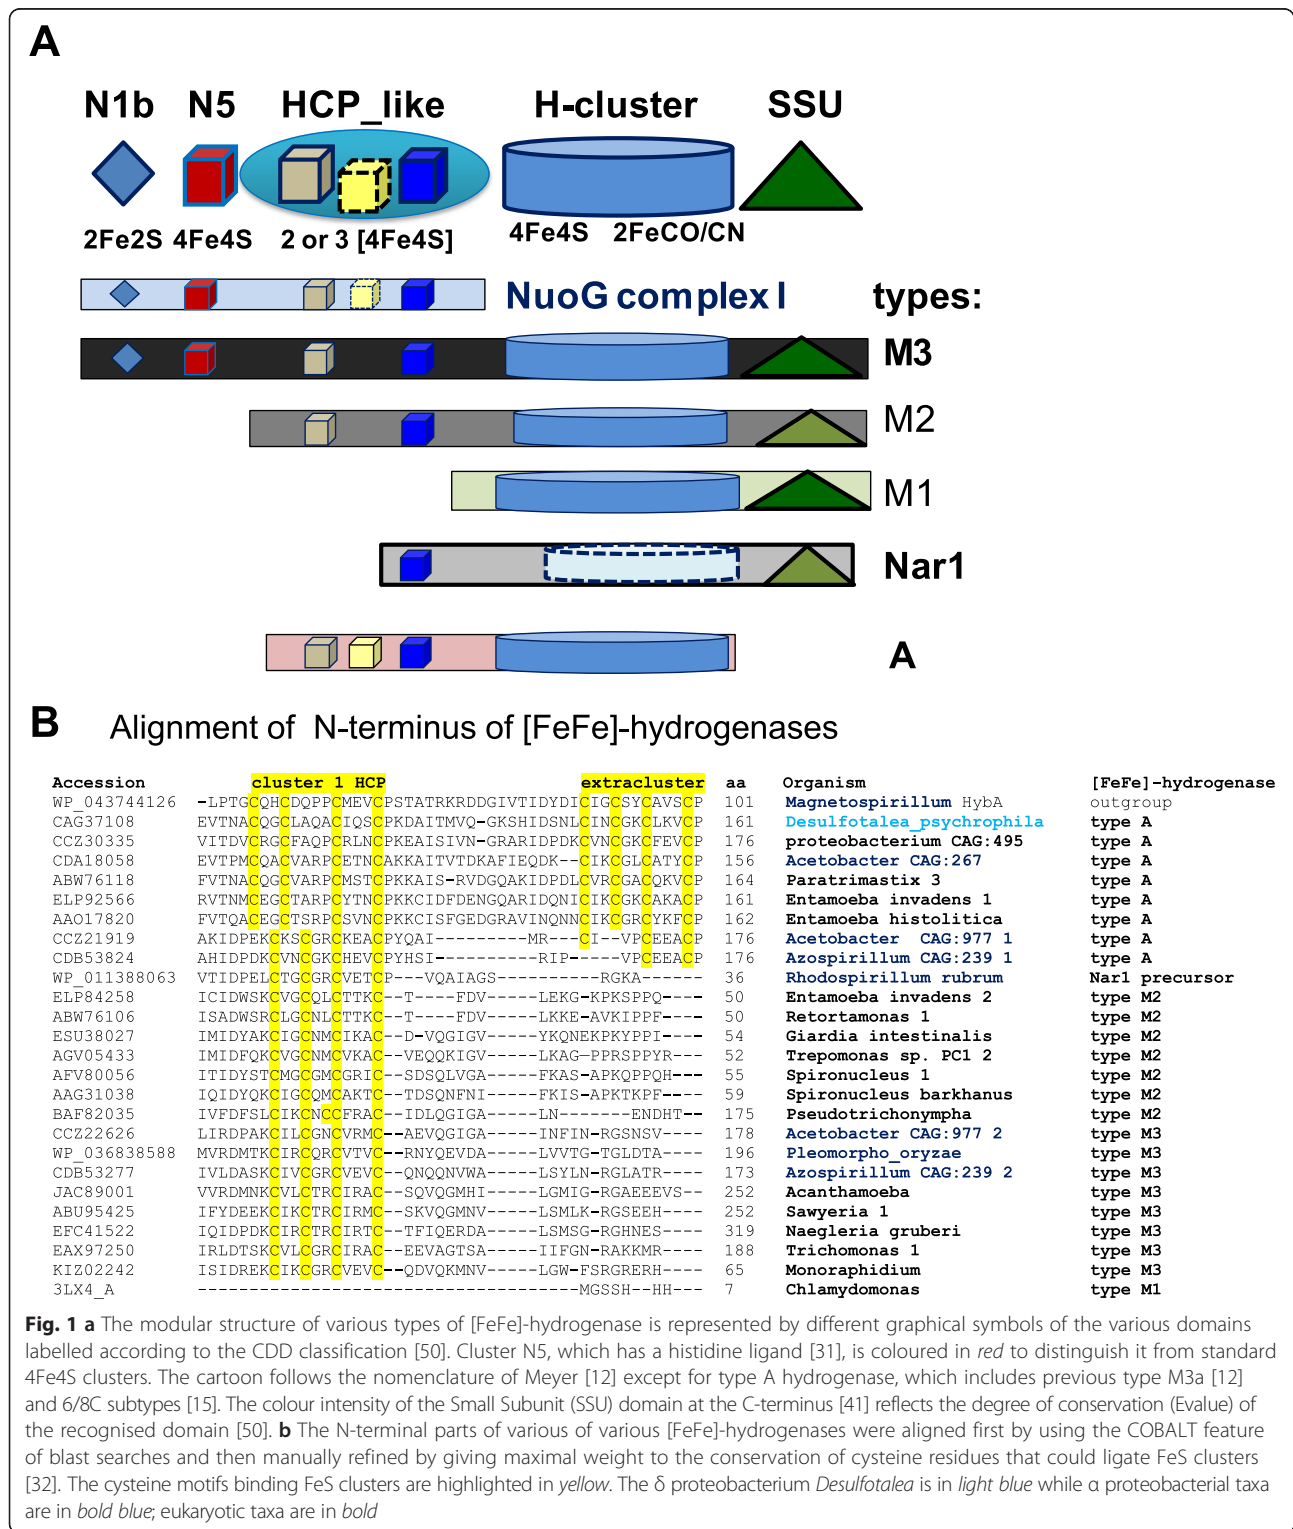 A
N1b N5 HCP_like H-cluster SSU
2Fe2S 4Fe4S 2 or 3 [4Fe4S] 4Fe4S 2FeCO/CN
NuoG complex I types:
M3
M2
M1
Nar1
A
B Alignment of N-terminus of [FeFe]-hydrogenases
Accession cluster 1 HCP extracluster aa Organism [FeFe]-hydrogenase
WP_043744126 -LPTGCQHCDQPPCMEVCPSTATRKRDDGIVTIDYDICIGCSYCAVSCP 101 Magnetospirillum HybA outgroup
CAG37108 EVTNACQGCLAQACIQSCPKDAITMVQ-GKSHIDSNLCINCGKCLKVCP 161 Desulfotalea_psychrophila type A
CCZ30335 VITDVCRGCFAQPCRLNCPKEAISIVN-GRARIDPDKCVNCGKCFEVCP 176 proteobacterium CAG:495 type A
CDA18058 EVTPMCQACVARPCETNCAKKAITVTDKAFIEQDK--CIKCGLCATYCP 156 Acetobacter CAG:267 type A
ABW76118 FVTNACQGCVARPCMSTCPKKAIS-RVDGQAKIDPDLCVRCGACQKVCP 164 Paratrimastix 3 type A
ELP92566 RVTNMCEGCTARPCYTNCPKKCIDFDENGQARIDQNICIKCGKCAKACP 161 Entamoeba invadens 1 type A
AAO17820 FVTQACEGCTSRPCSVNCPKKCISFGEDGRAVINQNNCIKCGRCYKFCP 162 Entamoeba histolitica type A
CCZ21919 AKIDPEKCKSCGRCKEACPYQAI---------MR---CI--VPCEEACP 176 Acetobacter CAG:977 1 type A
CDB53824 AHIDPDKCVNCGKCHEVCPYHSI---------RIP-----VPCEEACP 176 Azospirillum CAG:239 1 type A
WP_011388063 VTIDPELCTGCGRCVETCP---VQAIAGS----------RGKA------ 36 Rhodospirillum rubrum Nar1 precursor
ELP84258 ICIDWSKCVGCQLCTTKC--T----FDV-----LEKG-KPKSPPQ---- 50 Entamoeba invadens 2 type M2
ABW76106 ISADWSRCLGCNLCTTKC--T----FDV-----LKKE-AVKIPPF---- 50 Retortamonas 1 type M2
ESU38027 IMIDYAKCIGCNMCIKAC--D-VQGIGV-----YKQNEKPKYPPI---- 54 Giardia intestinalis type M2
AGV05433 IMIDFQKCVGCNMCVKAC--VEQQKIGV-----LKAG-PPRSPPYR--- 52 Trepomonas sp. PC1 2 type M2
AFV80056 ITIDYSTCMGCGMCGRIC--SDSQLVGA-----FKAS-APKQPPQH--- 55 Spironucleus 1 type M2
AAG31038 IQIDYQKCIGCQMCAKTC--TDSQNFNI-----FKIS-APKTKPF---- 59 Spironucleus barkhanus type M2
BAF82035 IVFDFSLCIKCNCCFRAC--IDLQGIGA-----LN-------ENDHT-- 175 Pseudotrichonympha type M2
CCZ22626 LIRDPAKCILCGNCVRMC--AEVQGIGA-----INFIN-RGSNSV---- 178 Acetobacter CAG:977 2 type M3
WP_036838588 MVRDMTKCIRCQRCVTVC--RNYQEVDA-----LVVTG-TGLDTA---- 196 Pleomorpho_oryzae type M3
CDB53277 IVLDASKCIVCGRCVEVC--QNQQNVWA-----LSYLN-RGLATR---- 173 Azospirillum CAG:239 2 type M3
JAC89001 VVRDMNKCVLCTRCIRAC--SQVQGMHI-----LGMIG-RGAEEEVS-- 252 Acanthamoeba type M3
ABU95425 IFYDEEKCIKCTRCIRMC--SKVQGMNV-----LSMLK-RGSEEH---- 252 Sawyeria 1 type M3
EFC41522 IQIDPDKCIRCTRCIRTC--TFIQERDA-----LSMSG-RGHNES---- 319 Naegleria gruberi type M3
EAX97250 IRLDTSKCVLCGRCIRAC--EEVAGTSA-----IIFGN-RAKKMR---- 188 Trichomonas 1 type M3
KIZ02242 ISIDREKCIKCGRCVEVC--QDVQKMNV-----LGW-FSRGRERH---- 65 Monoraphidium type M3
3LX4_A -------------------------------------MGSSH--HH--- 7 Chlamydomonas type M1
Fig. 1 a The modular structure of various types of [FeFe]-hydrogenase is represented by different graphical symbols of the various domains
labelled according to the CDD classification [50]. Cluster N5, which has a histidine ligand [31], is coloured in red to distinguish it from standard
4Fe4S clusters. The cartoon follows the nomenclature of Meyer [12] except for type A hydrogenase, which includes previous type M3a [12]
and 6/8C subtypes [15]. The colour intensity of the Small Subunit (SSU) domain at the C-terminus [41] reflects the degree of conservation (Evalue) of
the recognised domain [50]. b The N-terminal parts of various of various [FeFe]-hydrogenases were aligned first by using the COBALT feature
of blast searches and then manually refined by giving maximal weight to the conservation of cysteine residues that could ligate FeS clusters
[32]. The cysteine motifs binding FeS clusters are highlighted in yellow. The δ proteobacterium Desulfotalea is in light blue while α proteobacterial taxa
are in bold blue; eukaryotic taxa are in bold